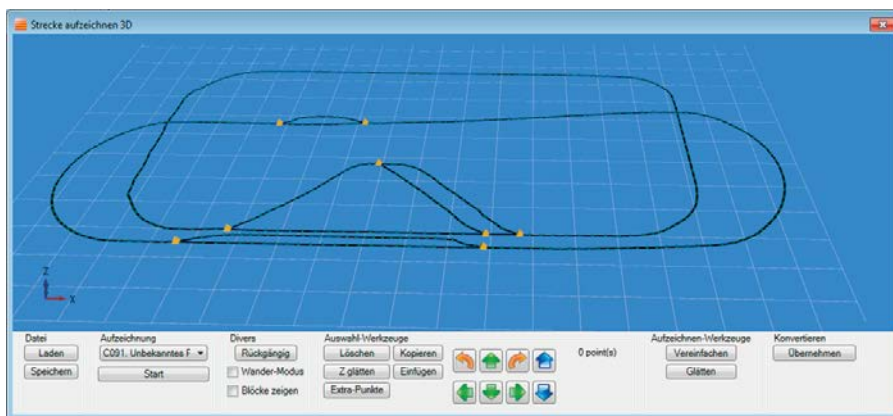 Strecke aufzeichnen 3D
Z
X
Datei
Laden
Speichern
Aufzeichnung
C091. Unbekanntes F
Start
Divers
Rückgängig
Wander-Modus
Blöcke zeigen
Auswahl-Werkzeuge
Löschen Kopieren
Z glätten Einfügen
Extra-Punkte
0 point(s)
Aufzeichnen-Werkzeuge
Vereinfachen
Glätten
Konvertieren
Übernehmen